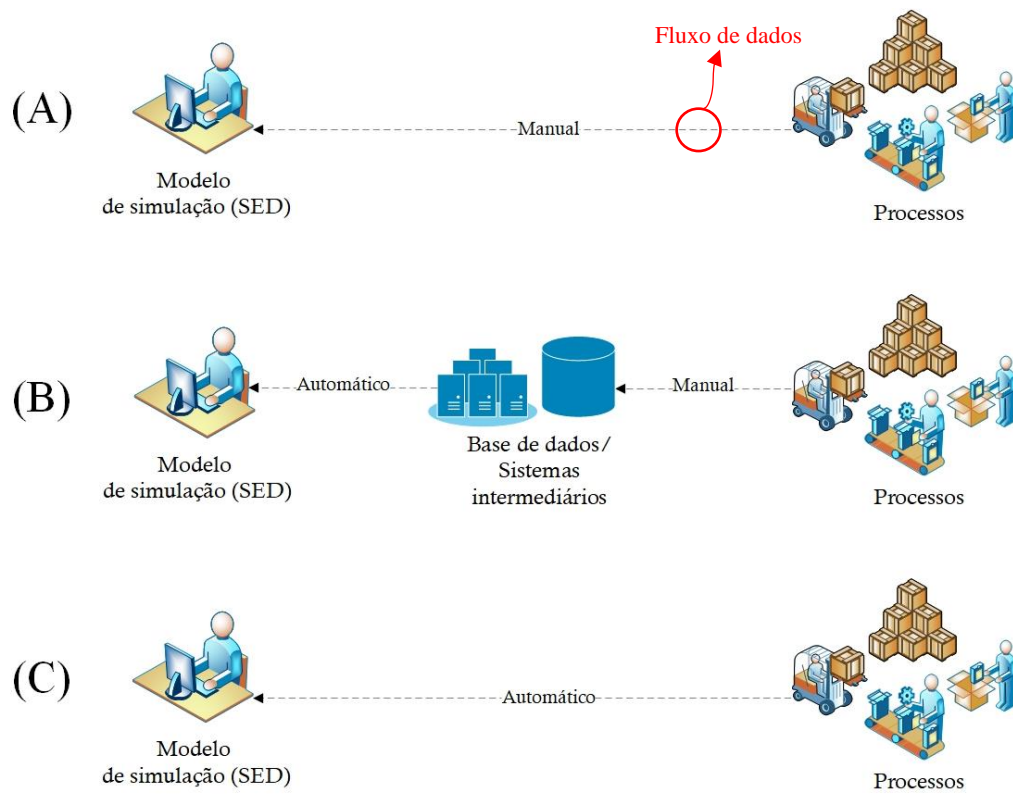 Fluxo de dados
(A)
Manual
Modelo
de simulação (SED)
Processos
(B)
Automático
Manual
Base de dados/
Sistemas
intermediários
Modelo
de simulação (SED)
Processos
(C)
Automático
Modelo
de simulação (SED)
Processos